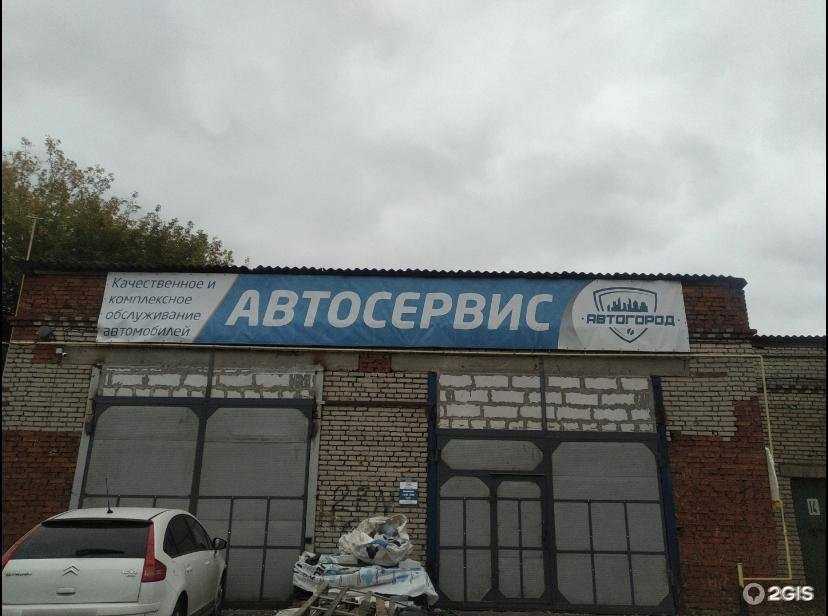 Качественное и
комплексное
обслуживание
автомобилей
АВТОСЕРВИС
АВТОГОРОД
2GIS